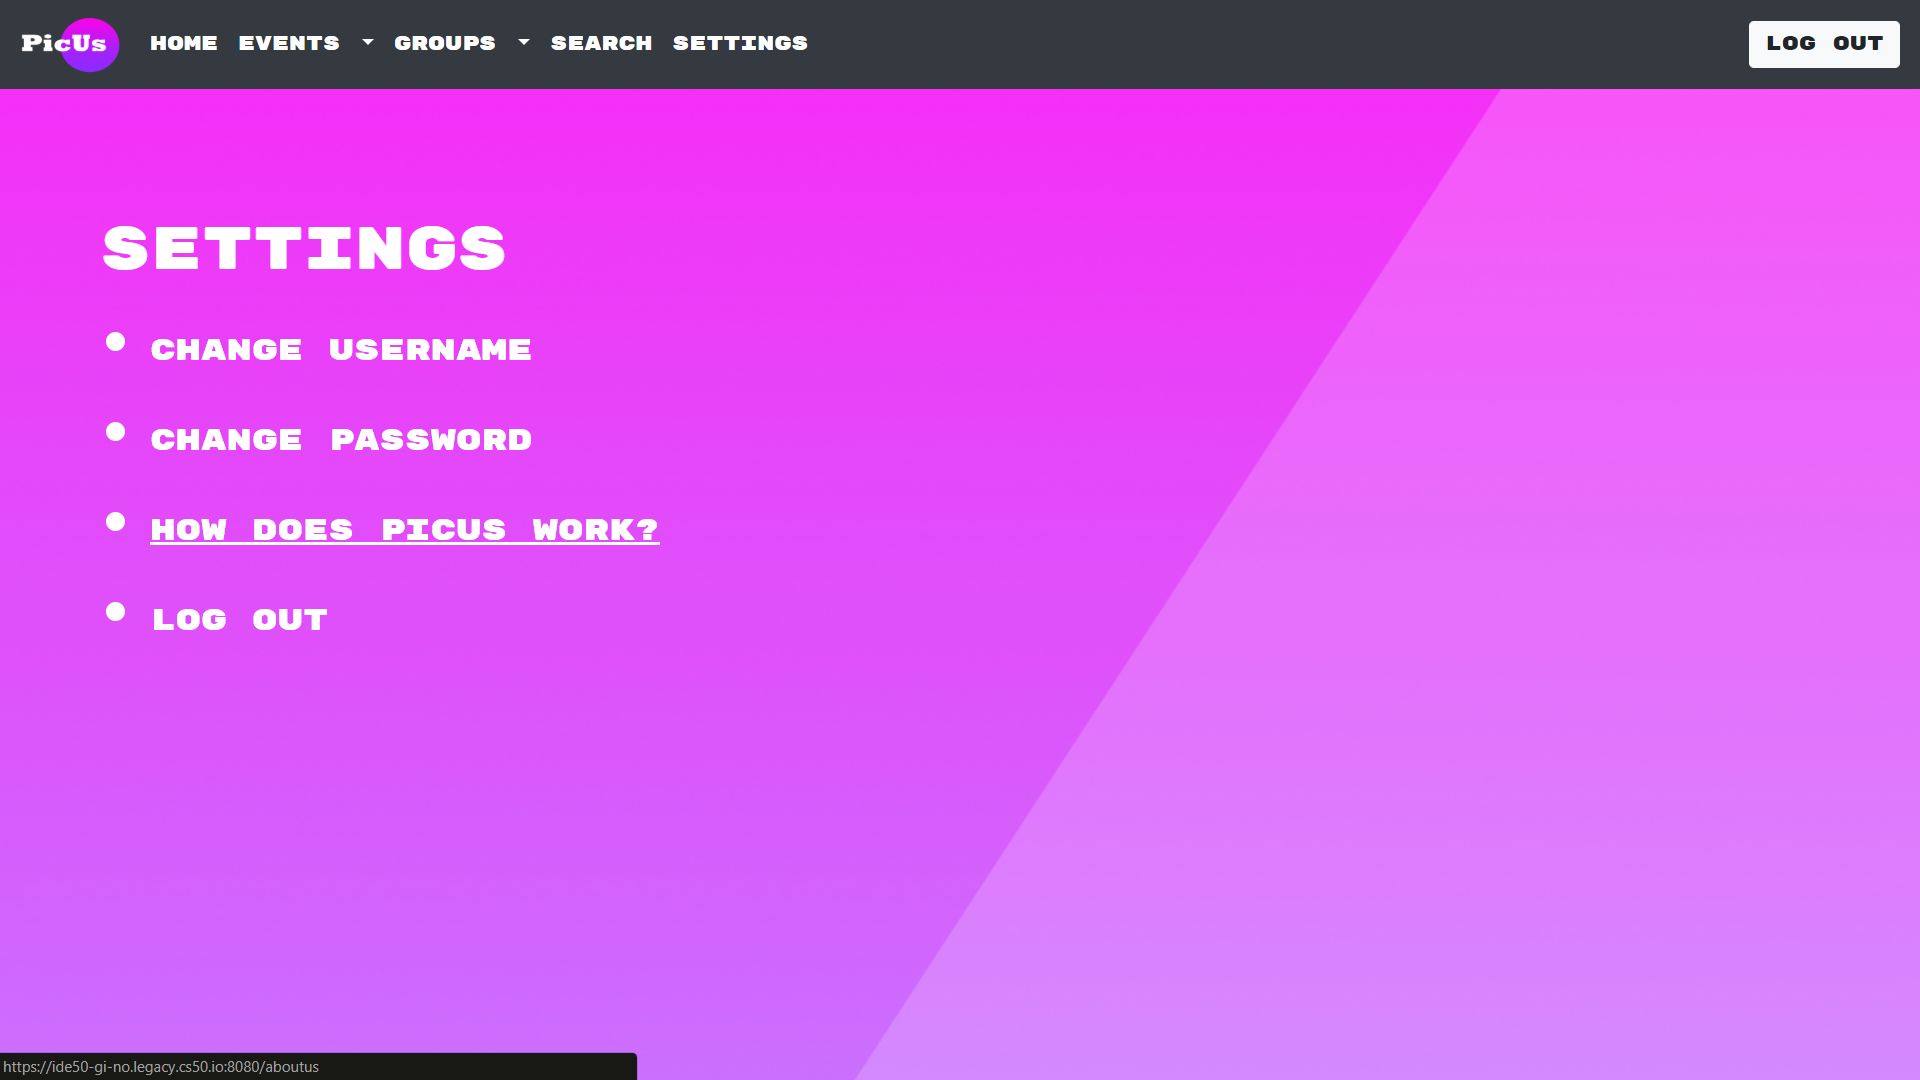 PicUs HOME EVENTS GROUPS SEARCH SETTINGS LOG OUT
SETTINGS
CHANGE USERNAME
CHANGE PASSWORD
HOW DOES PICUS WORK?
LOG OUT
https://ide50-gi-no.legacy.cs50.io:8080/aboutus